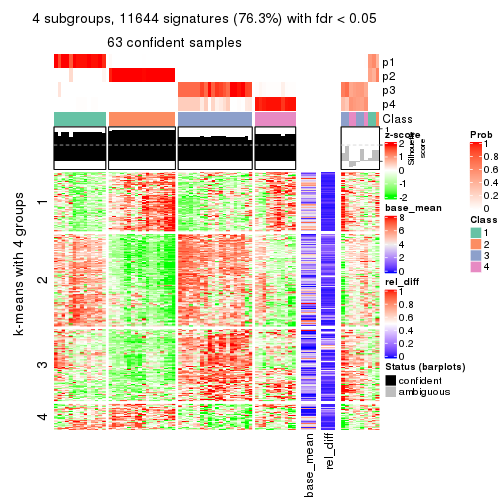 4 subgroups, 11644 signatures (76.3%) with fdr < 0.05
63 confident samples
p1
p2
p3
p4
Class
1
Silhouette
score
k-means with 4 groups
1
2
3
4
base_mean
rel_diff
z-score
2
1
0
-1
-2
base_mean
8
6
4
2
0
rel_diff
1
0.8
0.6
0.4
0.2
0
Status (barplots)
confident
ambiguous
Prob
1
0.8
0.6
0.4
0.2
0
Class
1
2
3
4